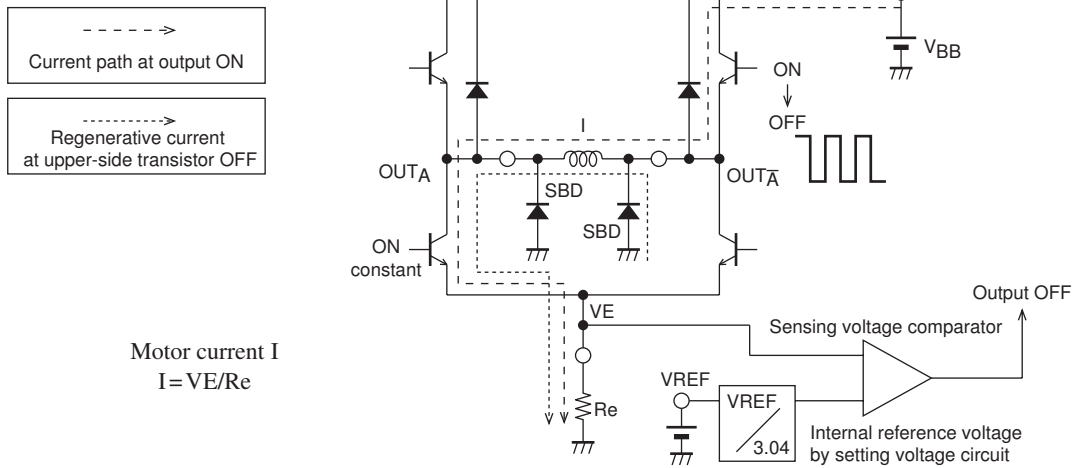 Current path at output ON
Regenerative current
at upper-side transistor OFF
VBB
ON
OFF
I
OUTA
OUTA̅
SBD
SBD
ON
constant
VE
Output OFF
Sensing voltage comparator
Motor current I
I=VE/Re
Re
VREF
VREF
3.04
Internal reference voltage
by setting voltage circuit